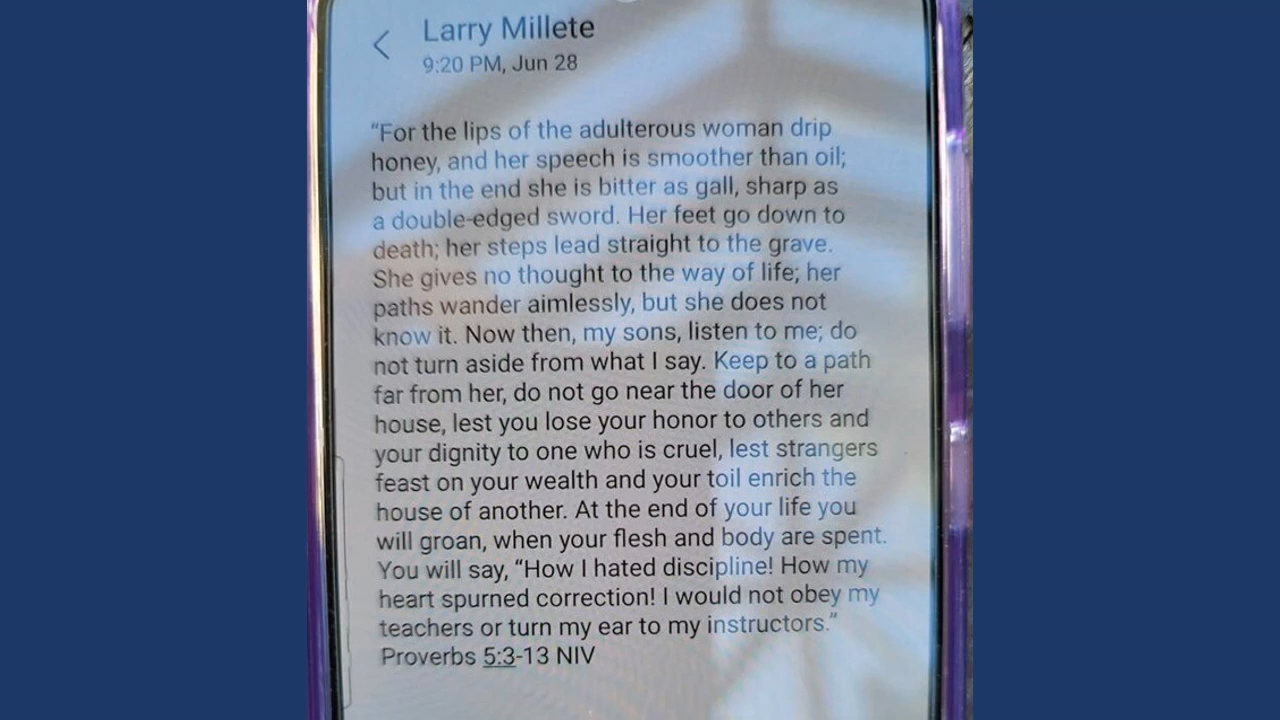 Larry Millete
9:20 PM, Jun 28
“For the lips of the adulterous woman drip
honey, and her speech is smoother than oil;
but in the end she is bitter as gall, sharp as
a double-edged sword. Her feet go down to
death; her steps lead straight to the grave.
She gives no thought to the way of life; her
paths wander aimlessly, but she does not
know it. Now then, my sons, listen to me; do
not turn aside from what I say. Keep to a path
far from her, do not go near the door of her
house, lest you lose your honor to others and
your dignity to one who is cruel, lest strangers
feast on your wealth and your toil enrich the
house of another. At the end of your life you
will groan, when your flesh and body are spent.
You will say, “How I hated discipline! How my
heart spurned correction! I would not obey my
teachers or turn my ear to my instructors.”
Proverbs 5:3-13 NIV